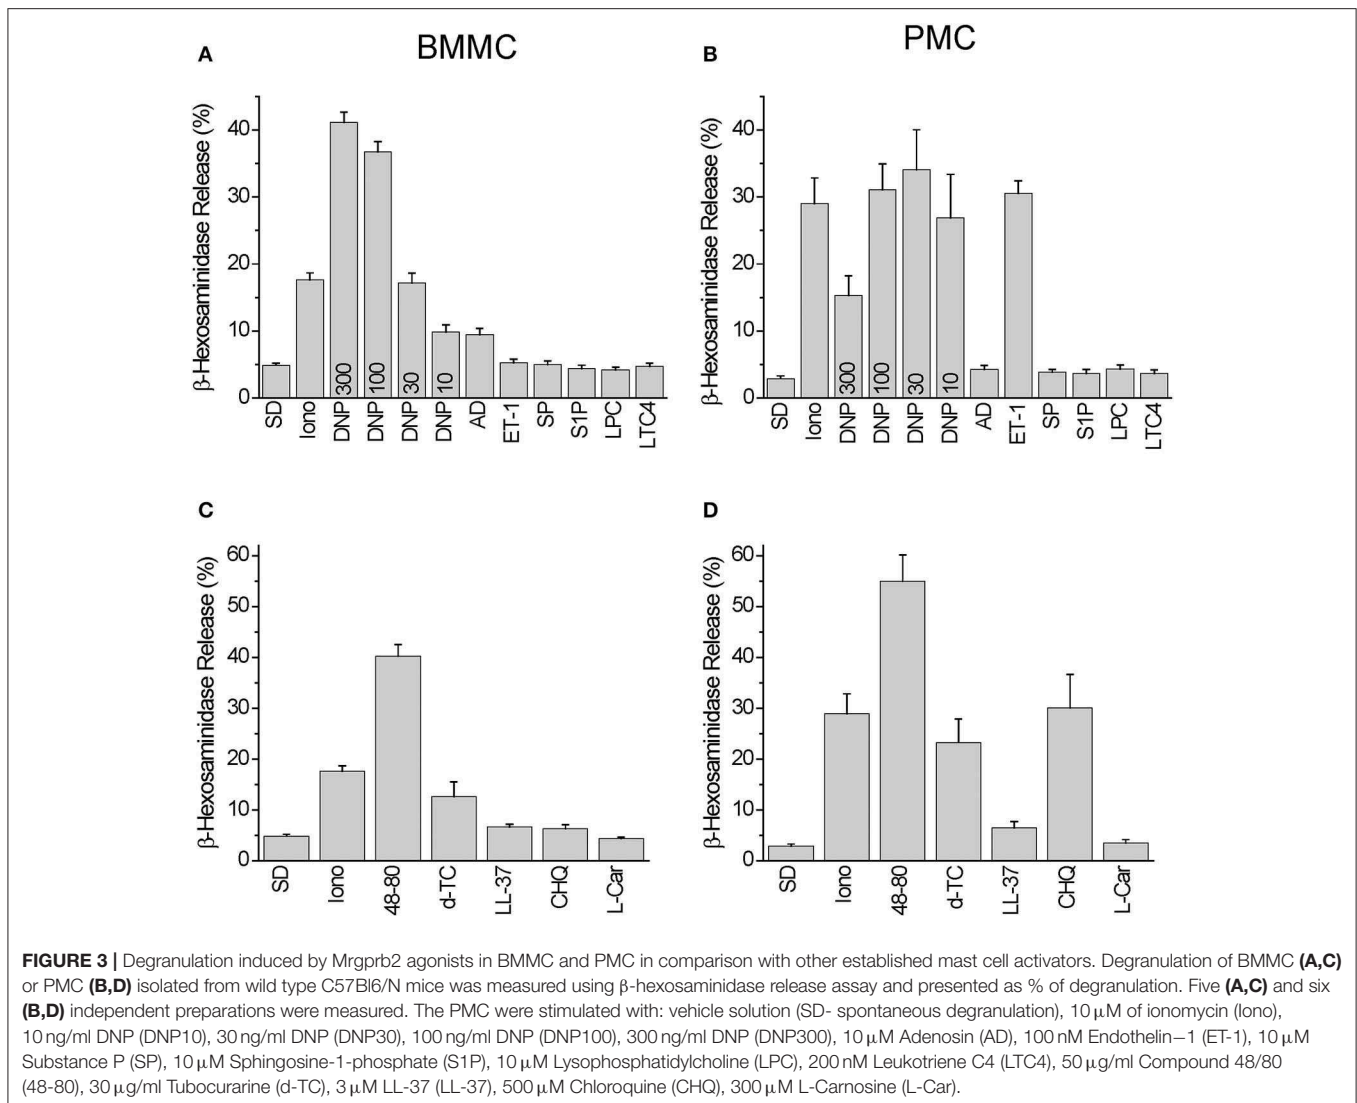 A
BMMC
β-Hexosaminidase Release (%)
40
30
20
10
0
300
100
30
10
SD
Iono
DNP
DNP
DNP
DNP
AD
ET-1
SP
S1P
LPC
LTC4
B
PMC
β-Hexosaminidase Release (%)
40
30
20
10
0
300
100
30
10
SD
Iono
DNP
DNP
DNP
DNP
AD
ET-1
SP
S1P
LPC
LTC4
C
β-Hexosaminidase Release (%)
60
50
40
30
20
10
0
SD
Iono
48-80
d-TC
LL-37
CHQ
L-Car
D
β-Hexosaminidase Release (%)
60
50
40
30
20
10
0
SD
Iono
48-80
d-TC
LL-37
CHQ
L-Car
FIGURE 3 | Degranulation induced by Mrgprb2 agonists in BMMC and PMC in comparison with other established mast cell activators. Degranulation of BMMC (A,C)
or PMC (B,D) isolated from wild type C57Bl6/N mice was measured using β-hexosaminidase release assay and presented as % of degranulation. Five (A,C) and six
(B,D) independent preparations were measured. The PMC were stimulated with: vehicle solution (SD- spontaneous degranulation), 10 μM of ionomycin (Iono),
10 ng/ml DNP (DNP10), 30 ng/ml DNP (DNP30), 100 ng/ml DNP (DNP100), 300 ng/ml DNP (DNP300), 10 μM Adenosin (AD), 100 nM Endothelin−1 (ET-1), 10 μM
Substance P (SP), 10 μM Sphingosine-1-phosphate (S1P), 10 μM Lysophosphatidylcholine (LPC), 200 nM Leukotriene C4 (LTC4), 50 μg/ml Compound 48/80
(48-80), 30 μg/ml Tubocurarine (d-TC), 3 μM LL-37 (LL-37), 500 μM Chloroquine (CHQ), 300 μM L-Carnosine (L-Car).